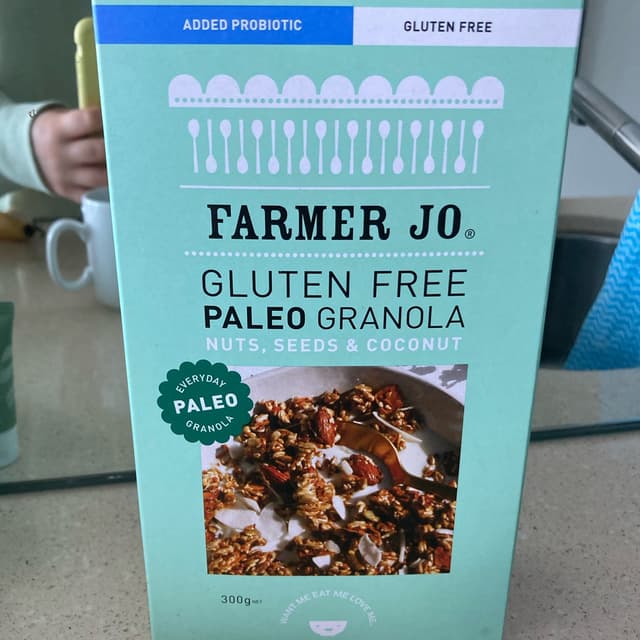 ADDED PROBIOTIC
GLUTEN FREE
FARMER JO®
GLUTEN FREE
PALEO GRANOLA
NUTS, SEEDS & COCONUT
EVERYDAY
PALEO
GRANOLA
300g NET
WANT ME EAT ME LOVE ME